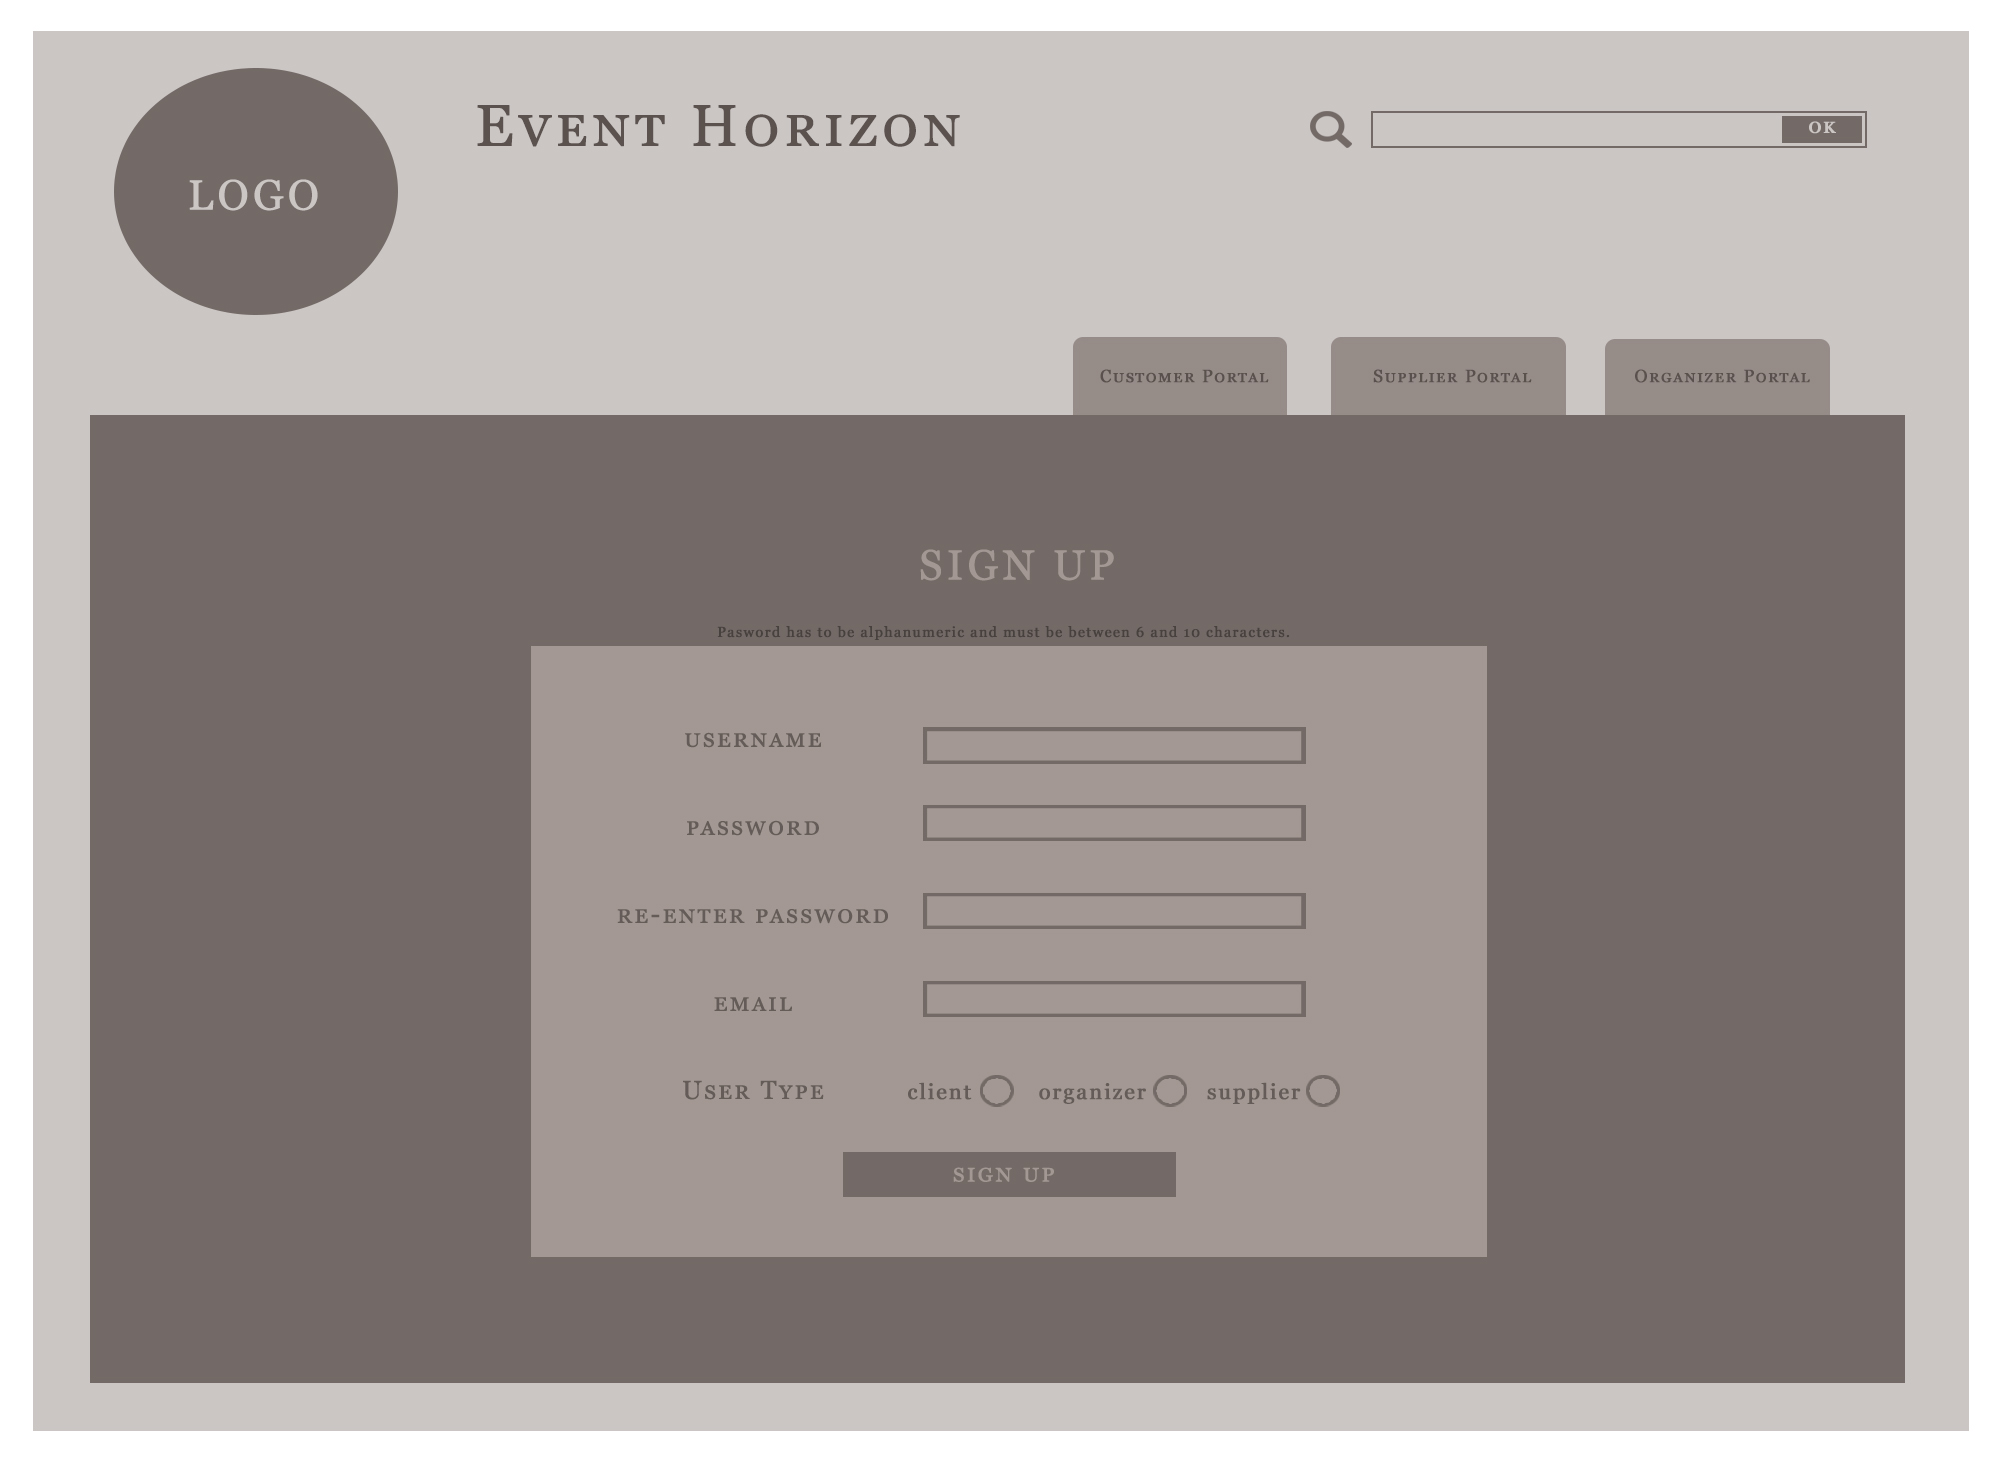 Event Horizon
OK
LOGO
Customer Portal
Supplier Portal
Organizer Portal
SIGN UP
Pasword has to be alphanumeric and must be between 6 and 10 characters.
USERNAME
PASSWORD
RE-ENTER PASSWORD
EMAIL
User Type client organizer supplier
SIGN UP